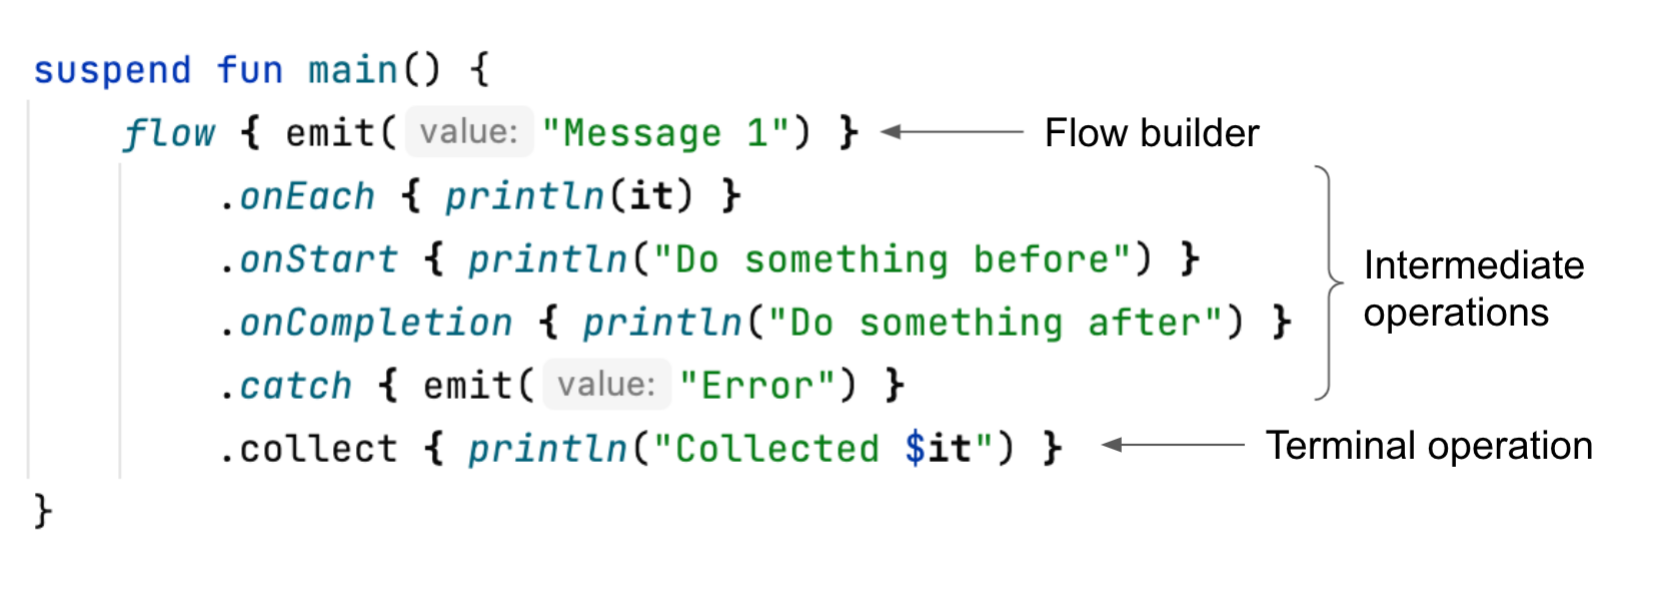 suspend fun main() {
flow { emit( value: "Message 1") } Flow builder
.onEach { println(it) }
.onStart { println("Do something before") }
.onCompletion { println("Do something after") }
.catch { emit( value: "Error") }
.collect { println("Collected $it") } Terminal operation
}
Intermediate
operations